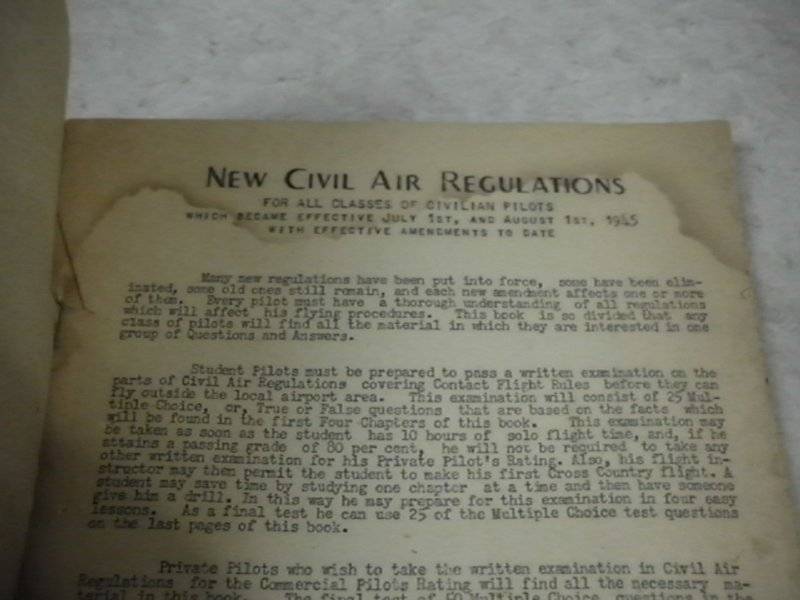 NEW CIVIL AIR REGULATIONS
FOR ALL CLASSES OF CIVILIAN PILOTS
WHICH BECAME EFFECTIVE JULY 1ST, AND AUGUST 1ST, 1945
WITH EFFECTIVE AMENDMENTS TO DATE
Many new regulations have been put into force, some have been elim-
inated, some old ones still remain, and each new amendment affects one or more
of them. Every pilot must have a thorough understanding of all regulations
which will affect his flying procedures. This book is so divided that any
class of pilots will find all the material in which they are interested in one
group of Questions and Answers.
Student Pilots must be prepared to pass a written examination on the
parts of Civil Air Regulations covering Contact Flight Rules before they can
fly outside the local airport area. This examination will consist of 25 Mul-
tiple Choice, or, True or False questions that are based on the facts which
will be found in the first Four Chapters of this book. This examination may
be taken as soon as the student has 10 hours of solo flight time, and, if he
attains a passing grade of 80 per cent, he will not be required to take any
other written examination for his Private Pilot's Rating. Also, his flight in-
structor may then permit the student to make his first Cross Country flight. A
student may save time by studying one chapter at a time and then have someone
give him a drill. In this way he may prepare for this examination in four easy
lessons. As a final test he can use 25 of the Multiple Choice test questions
on the last pages of this book.
Private Pilots who wish to take the written examination in Civil Air
Regulations for the Commercial Pilots Rating will find all the necessary ma-
terial in this book. The final test of 50 Multiple Choice questions in the